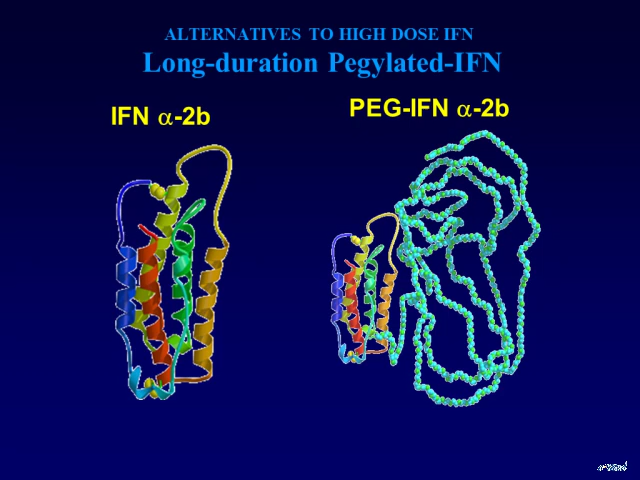 ALTERNATIVES TO HIGH DOSE IFN
Long-duration Pegylated-IFN
IFN α-2b
PEG-IFN α-2b